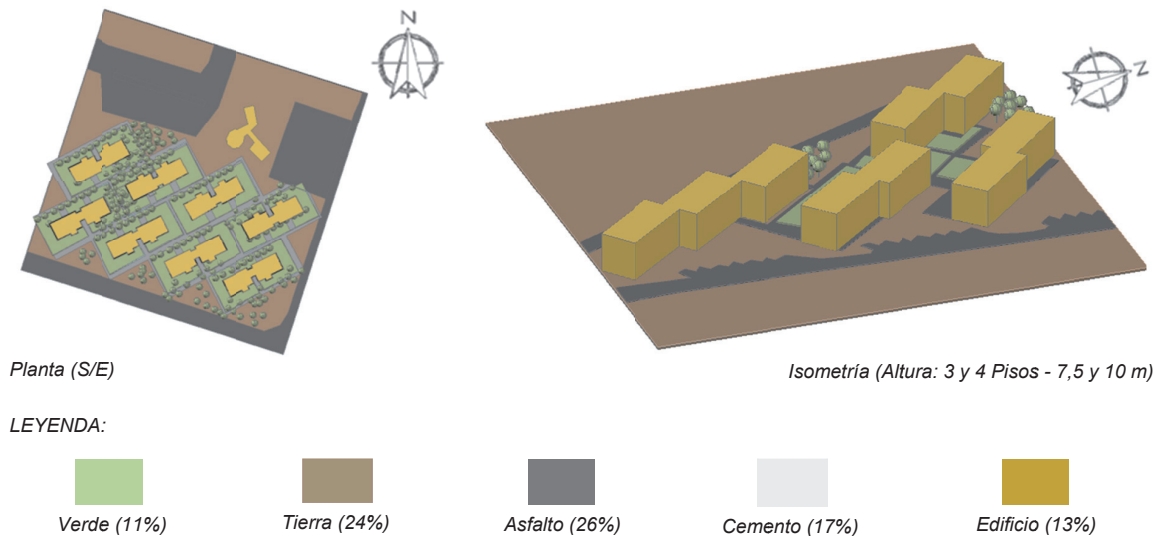 N
Z
Planta (S/E)
Isometría (Altura: 3 y 4 Pisos - 7,5 y 10 m)
LEYENDA:
Verde (11%)
Tierra (24%)
Asfalto (26%)
Cemento (17%)
Edificio (13%)